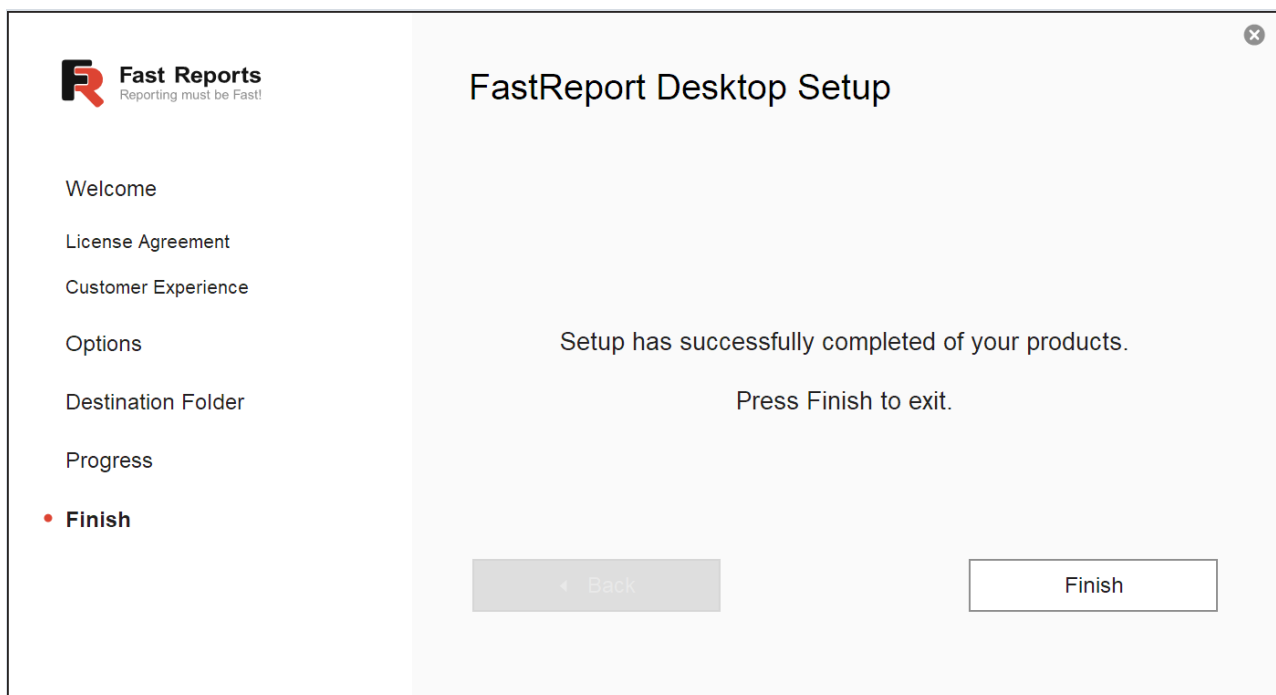 Fast Reports
Reporting must be Fast!
FastReport Desktop Setup
Welcome
License Agreement
Customer Experience
Options
Destination Folder
Progress
Finish
Setup has successfully completed of your products.
Press Finish to exit.
Back
Finish